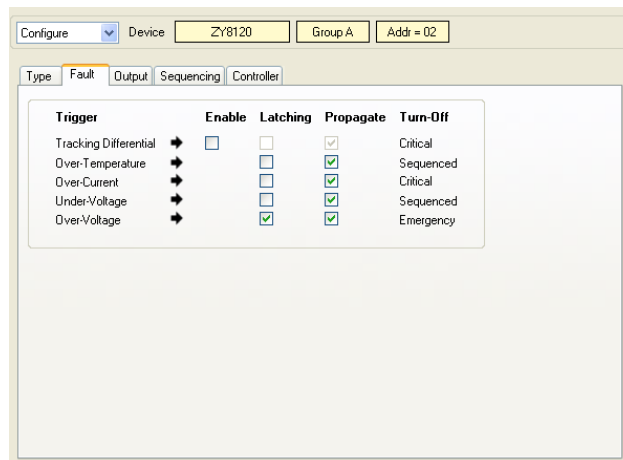 Configure Device ZY8120 Group A Addr = 02
Type Fault Output Sequencing Controller
Trigger Enable Latching Propagate Turn-Off
Tracking Differential Critical
Over-Temperature Sequenced
Over-Current Critical
Under-Voltage Sequenced
Over-Voltage Emergency